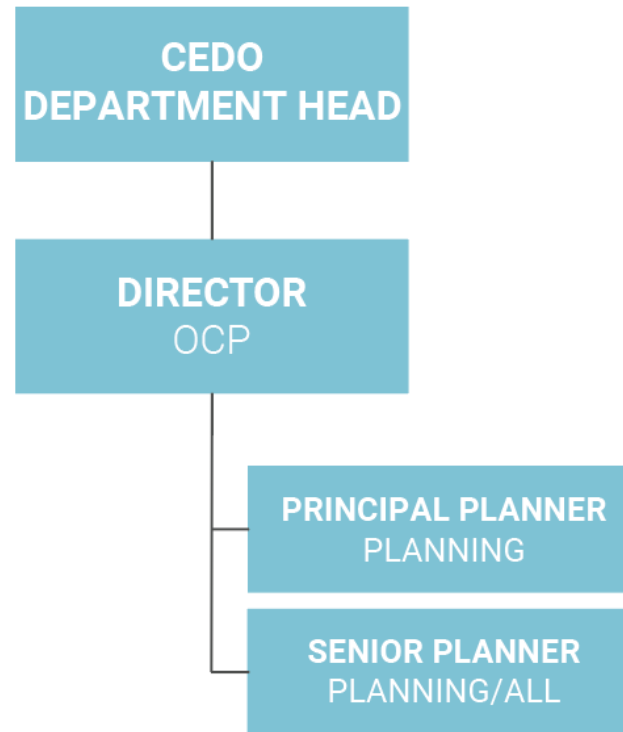 CEDO
DEPARTMENT HEAD
DIRECTOR
OCP
PRINCIPAL PLANNER
PLANNING
SENIOR PLANNER
PLANNING/ALL